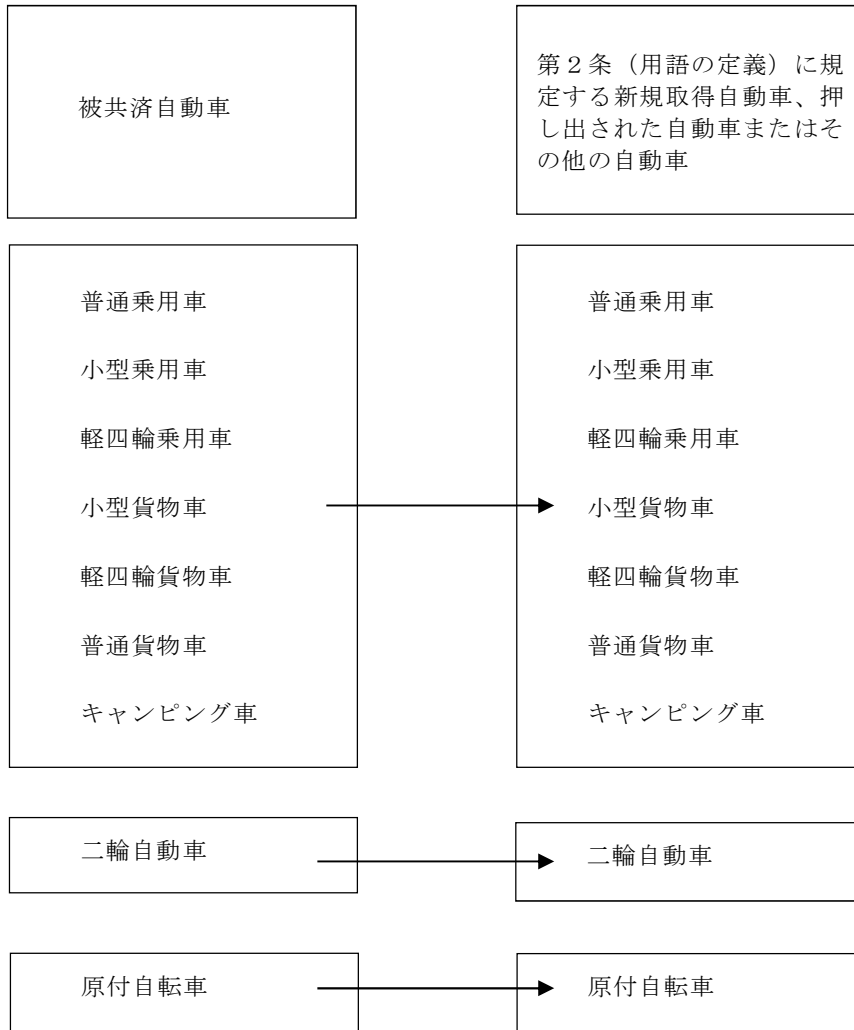 被共済自動車
第２条（用語の定義）に規
定する新規取得自動車、押
し出された自動車またはそ
の他の自動車
普通乗用車
小型乗用車
軽四輪乗用車
小型貨物車
軽四輪貨物車
普通貨物車
キャンピング車
普通乗用車
小型乗用車
軽四輪乗用車
小型貨物車
軽四輪貨物車
普通貨物車
キャンピング車
二輪自動車
二輪自動車
原付自転車
原付自転車